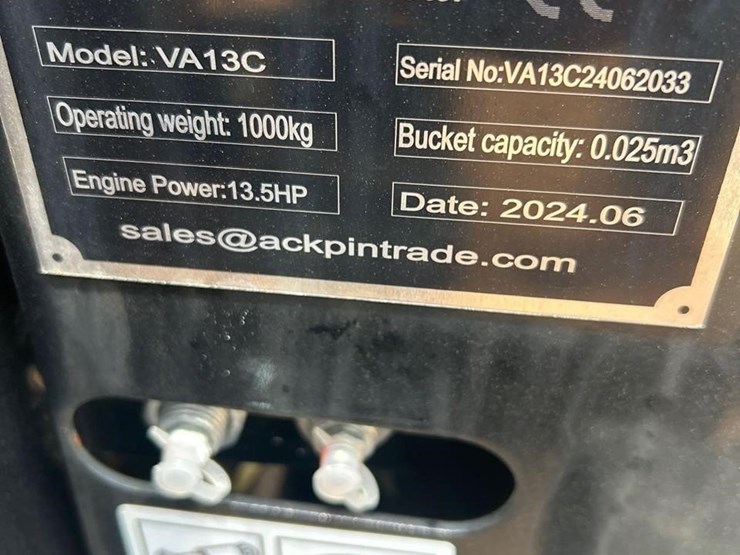 Model: VA13C
Serial No:VA13C24062033
Operating weight: 1000kg
Bucket capacity: 0.025m3
Engine Power:13.5HP
Date: 2024.06
sales@ackpintrade.com